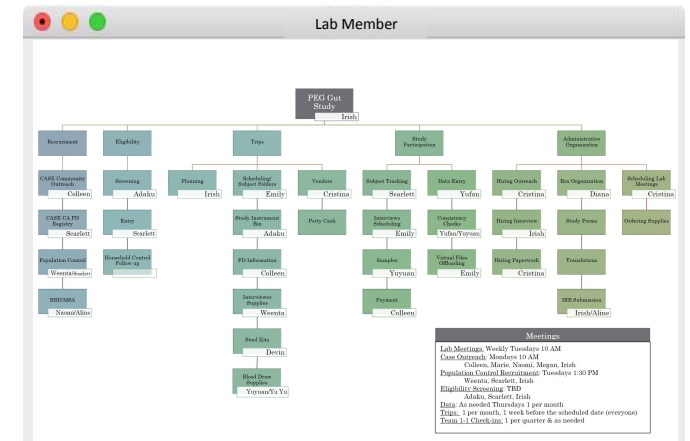 Lab Member
PEG Gut
Study
Irish
Recruitment
Eligibility
Trips
Study
Participation
Administrative
Organization
CASE Community
Outreach
Colleen
Screening
Adaku
Planning
Irish
Scheduling/
Subject Folders
Emily
Vendors
Cristina
Subject Tracking
Scarlett
Data Entry
Yufan
Hiring Outreach
Cristina
Box Organization
Diana
Scheduling Lab
Meetings
Cristina
CASE CA PD
Registry
Scarlett
Entry
Scarlett
Study Instrument
Bin
Adaku
Petty Cash
Interviews
Scheduling
Emily
Consistency
Checks
Yufan/Yuyuan
Hiring Interview
Irish
Study Forms
Ordering Supplies
Population Control
Weenta/Scarlett
Household Control
Follow up
PD Information
Colleen
Samples
Yuyuan
Virtual Files
Offloading
Emily
Hiring Paperwork
Cristina
Translations
Naomi/Aline
Interviewer
Supplies
Weenta
Payment
Colleen
IRB Submission
Irish/Aline
Stool Kits
Devin
Blood Draw
Supplies
Yuyuan/Yu Yu
Meetings
Lab Meetings: Weekly Tuesdays 10 AM
Case Outreach: Mondays 10 AM
Colleen, Marie, Naomi, Megan, Irish
Population Control Recruitment: Tuesdays 1:30 PM
Weenta, Scarlett, Irish
Eligibility Screening: TBD
Adaku, Scarlett, Irish
Data: As needed Thursdays 1 per month
Trips: 1 per month, 1 week before the scheduled date (everyone)
Team 1-1 Check-ins: 1 per quarter & as needed